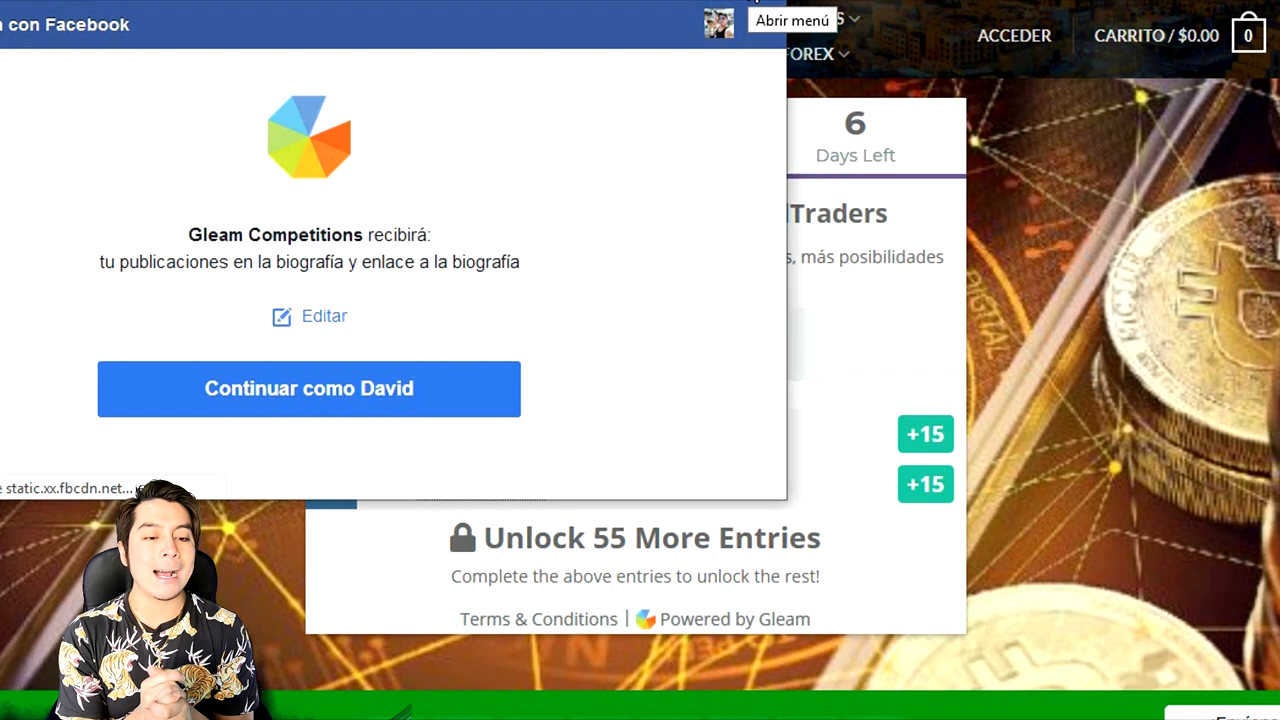 n con Facebook
Abrir menú
S
FOREX
ACCEDER
CARRITO / $0.00
0
6
Days Left
Gleam Competitions recibirá:
tu publicaciones en la biografía y enlace a la biografía
Editar
Continuar como David
Traders
s, más posibilidades
+15
+15
static.xx.fbcdn.net...
Unlock 55 More Entries
Complete the above entries to unlock the rest!
Terms & Conditions | Powered by Gleam
DIGITAL